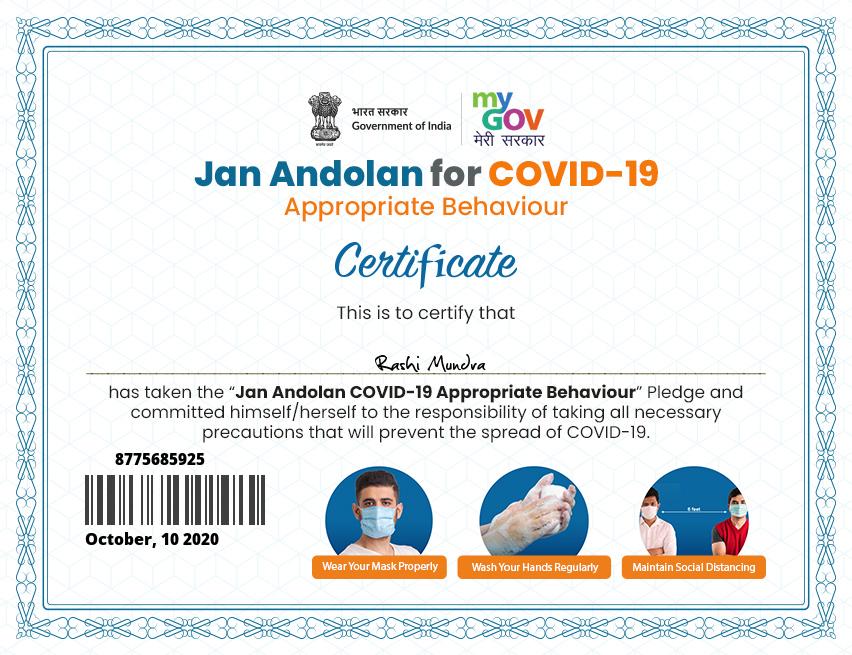 भारत सरकार
Government of India
my
GOV
मेरी सरकार
Jan Andolan for COVID-19
Appropriate Behaviour
Certificate
This is to certify that
Rashi Mundra
has taken the “Jan Andolan COVID-19 Appropriate Behaviour” Pledge and
committed himself/herself to the responsibility of taking all necessary
precautions that will prevent the spread of COVID-19.
8775685925
October, 10 2020
6 feet
Wear Your Mask Properly
Wash Your Hands Regularly
Maintain Social Distancing